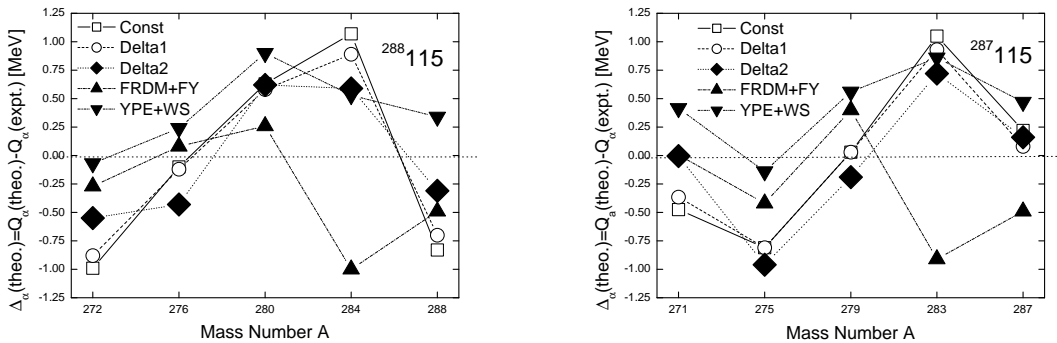 Δα(theo.)=Qα(theo.)-Qα(expt.) [MeV]
1.25
1.00
0.75
0.50
0.25
0.00
-0.25
-0.50
-0.75
-1.00
-1.25
Const
Delta1
Delta2
FRDM+FY
YPE+WS
288115
272 276 280 284 288
Mass Number A
Δα(theo.)=Qa(theo.)-Qα(expt.) [MeV]
1.25
1.00
0.75
0.50
0.25
0.00
-0.25
-0.50
-0.75
-1.00
-1.25
Const
Delta1
Delta2
FRDM+FY
YPE+WS
287115
271 275 279 283 287
Mass Number A